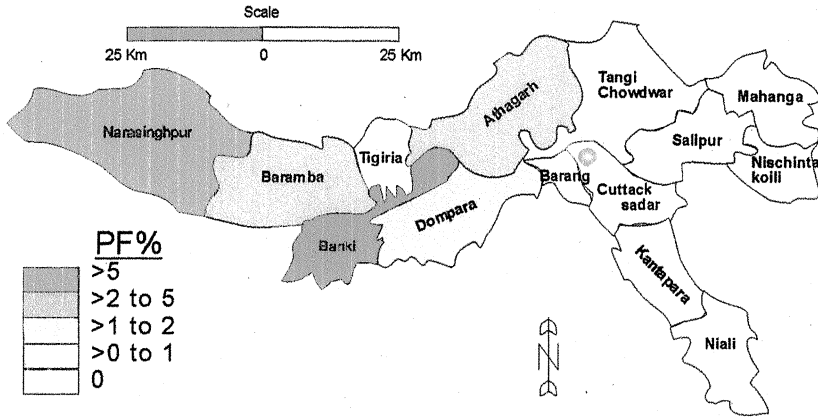 Scale
25 Km 0 25 Km
Narasinghpur
Baramba
Tigiria
Athagarh
Tangi
Chowdwar
Mahanga
Salipur
Nischinta
koili
Banki
Dompara
Barang
Cuttack
sadar
Kantapara
Niali
PF%
>5
>2 to 5
>1 to 2
>0 to 1
0
N